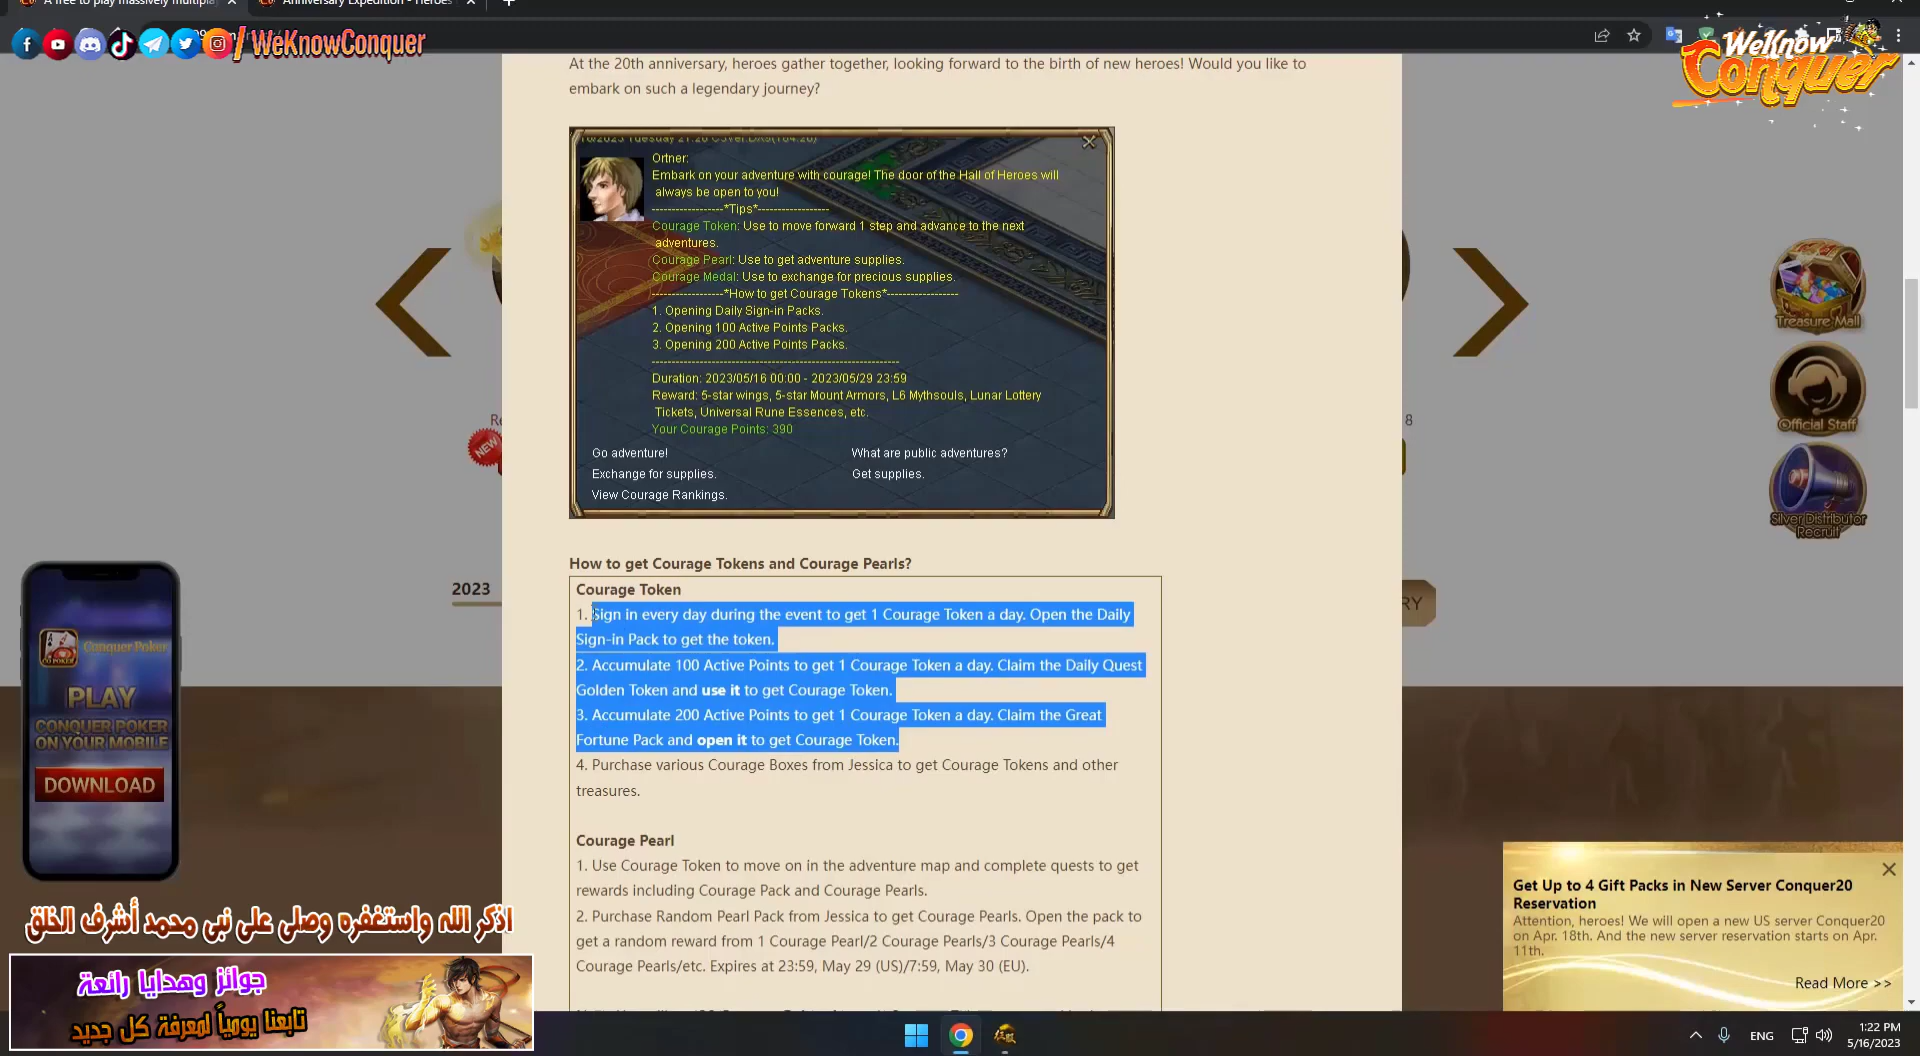 A free to play massively multipla
Anniversary Expedition - Heroes
/WeKnowConquer
WeKnow
Conquer
At the 20th anniversary, heroes gather together, looking forward to the birth of new heroes! Would you like to
embark on such a legendary journey?
Ortner:
Embark on your adventure with courage! The door of the Hall of Heroes will
always be open to you!
------------------*Tips*------------------
Courage Token: Use to move forward 1 step and advance to the next
adventures.
Courage Pearl: Use to get adventure supplies.
Courage Medal: Use to exchange for precious supplies.
------------------*How to get Courage Tokens*------------------
1. Opening Daily Sign-in Packs.
2. Opening 100 Active Points Packs.
3. Opening 200 Active Points Packs.
Duration: 2023/05/16 00:00 - 2023/05/29 23:59
Reward: 5-star wings, 5-star Mount Armors, L6 Mythsouls, Lunar Lottery
Tickets, Universal Rune Essences, etc.
Your Courage Points: 390
Go adventure! What are public adventures?
Exchange for supplies. Get supplies.
View Courage Rankings.
Treasure Mall
Official Staff
Silver Distributor
Recruit
Re
NEW
8
2023
RY
How to get Courage Tokens and Courage Pearls?
Courage Token
1. Sign in every day during the event to get 1 Courage Token a day. Open the Daily
Sign-in Pack to get the token.
2. Accumulate 100 Active Points to get 1 Courage Token a day. Claim the Daily Quest
Golden Token and use it to get Courage Token.
3. Accumulate 200 Active Points to get 1 Courage Token a day. Claim the Great
Fortune Pack and open it to get Courage Token.
4. Purchase various Courage Boxes from Jessica to get Courage Tokens and other
treasures.
Courage Pearl
1. Use Courage Token to move on in the adventure map and complete quests to get
rewards including Courage Pack and Courage Pearls.
2. Purchase Random Pearl Pack from Jessica to get Courage Pearls. Open the pack to
get a random reward from 1 Courage Pearl/2 Courage Pearls/3 Courage Pearls/4
Courage Pearls/etc. Expires at 23:59, May 29 (US)/7:59, May 30 (EU).
Conquer Poker
PLAY
CONQUER POKER
ON YOUR MOBILE
DOWNLOAD
اذكر الله واستغفره وصلى على نبى محمد أشرف الخلق
جوائز وهدايا رائعة
تابعنا يومياً لمعرفة كل جديد
Get Up to 4 Gift Packs in New Server Conquer20
Reservation
Attention, heroes! We will open a new US server Conquer20
on Apr. 18th. And the new server reservation starts on Apr.
11th.
Read More >>
ENG
1:22 PM
5/16/2023